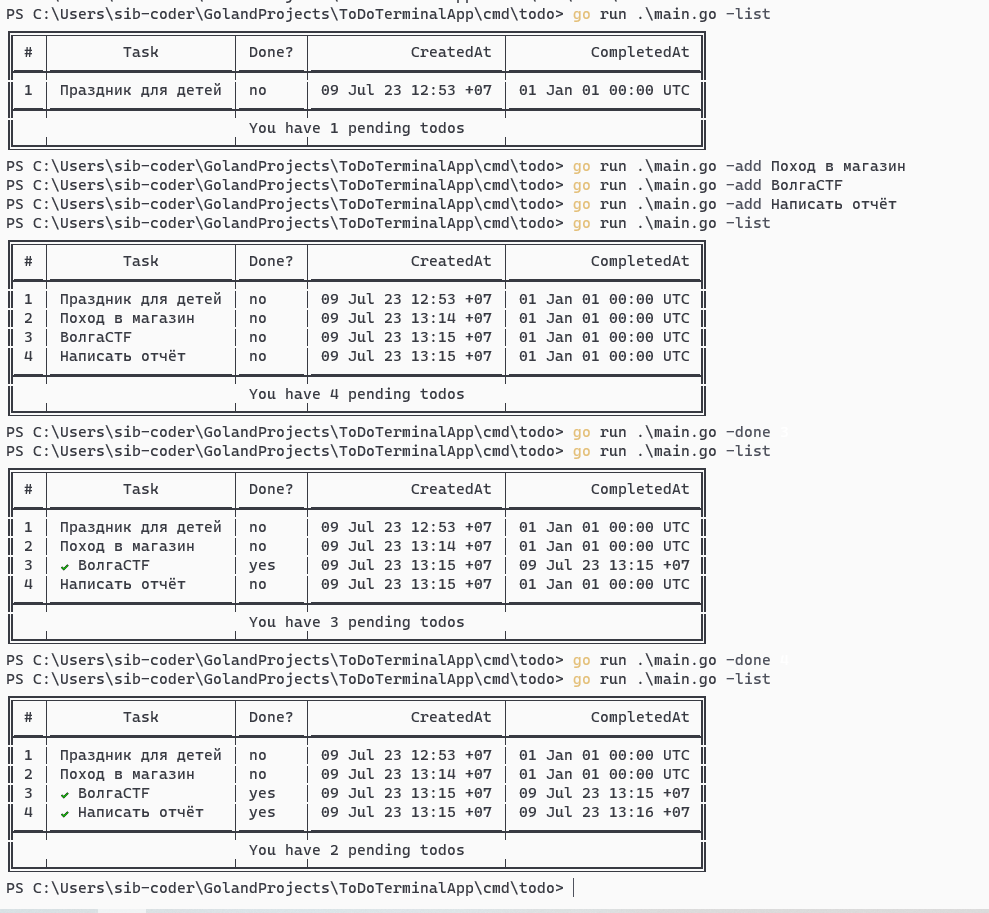 PS C:\Users\sib-coder\GolandProjects\ToDoTerminalApp\cmd\todo> go run .\main.go -list
# Task Done? CreatedAt CompletedAt
1 Праздник для детей no 09 Jul 23 12:53 +07 01 Jan 01 00:00 UTC
You have 1 pending todos
PS C:\Users\sib-coder\GolandProjects\ToDoTerminalApp\cmd\todo> go run .\main.go -add Поход в магазин
PS C:\Users\sib-coder\GolandProjects\ToDoTerminalApp\cmd\todo> go run .\main.go -add ВолгаCTF
PS C:\Users\sib-coder\GolandProjects\ToDoTerminalApp\cmd\todo> go run .\main.go -add Написать отчёт
PS C:\Users\sib-coder\GolandProjects\ToDoTerminalApp\cmd\todo> go run .\main.go -list
# Task Done? CreatedAt CompletedAt
1 Праздник для детей no 09 Jul 23 12:53 +07 01 Jan 01 00:00 UTC
2 Поход в магазин no 09 Jul 23 13:14 +07 01 Jan 01 00:00 UTC
3 ВолгаCTF no 09 Jul 23 13:15 +07 01 Jan 01 00:00 UTC
4 Написать отчёт no 09 Jul 23 13:15 +07 01 Jan 01 00:00 UTC
You have 4 pending todos
PS C:\Users\sib-coder\GolandProjects\ToDoTerminalApp\cmd\todo> go run .\main.go -done
PS C:\Users\sib-coder\GolandProjects\ToDoTerminalApp\cmd\todo> go run .\main.go -list
# Task Done? CreatedAt CompletedAt
1 Праздник для детей no 09 Jul 23 12:53 +07 01 Jan 01 00:00 UTC
2 Поход в магазин no 09 Jul 23 13:14 +07 01 Jan 01 00:00 UTC
3 ✔ ВолгаCTF yes 09 Jul 23 13:15 +07 09 Jul 23 13:15 +07
4 Написать отчёт no 09 Jul 23 13:15 +07 01 Jan 01 00:00 UTC
You have 3 pending todos
PS C:\Users\sib-coder\GolandProjects\ToDoTerminalApp\cmd\todo> go run .\main.go -done
PS C:\Users\sib-coder\GolandProjects\ToDoTerminalApp\cmd\todo> go run .\main.go -list
# Task Done? CreatedAt CompletedAt
1 Праздник для детей no 09 Jul 23 12:53 +07 01 Jan 01 00:00 UTC
2 Поход в магазин no 09 Jul 23 13:14 +07 01 Jan 01 00:00 UTC
3 ✔ ВолгаCTF yes 09 Jul 23 13:15 +07 09 Jul 23 13:15 +07
4 ✔ Написать отчёт yes 09 Jul 23 13:15 +07 09 Jul 23 13:16 +07
You have 2 pending todos
PS C:\Users\sib-coder\GolandProjects\ToDoTerminalApp\cmd\todo>